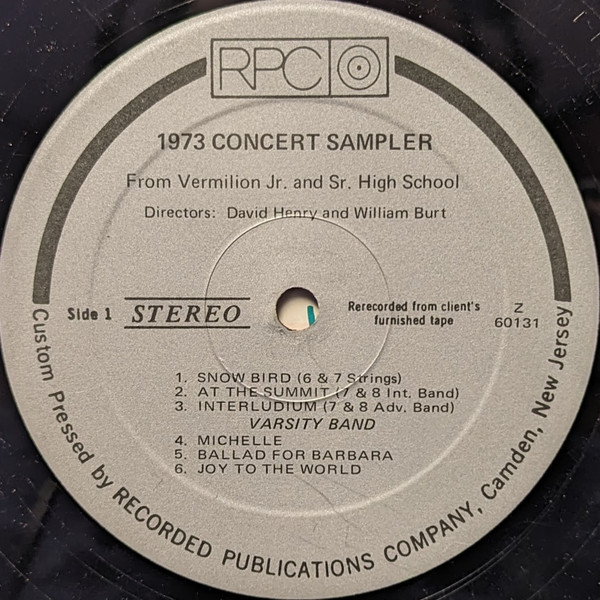 RPC
1973 CONCERT SAMPLER
From Vermilion Jr. and Sr. High School
Directors: David Henry and William Burt
Side 1 STEREO
Rerecorded from client's
furnished tape
Z
60131
1. SNOW BIRD (6 & 7 Strings)
2. AT THE SUMMIT (7 & 8 Int. Band)
3. INTERLUDIUM (7 & 8 Adv. Band)
VARSITY BAND
4. MICHELLE
5. BALLAD FOR BARBARA
6. JOY TO THE WORLD
Custom Pressed by RECORDED PUBLICATIONS COMPANY, Camden, New Jersey